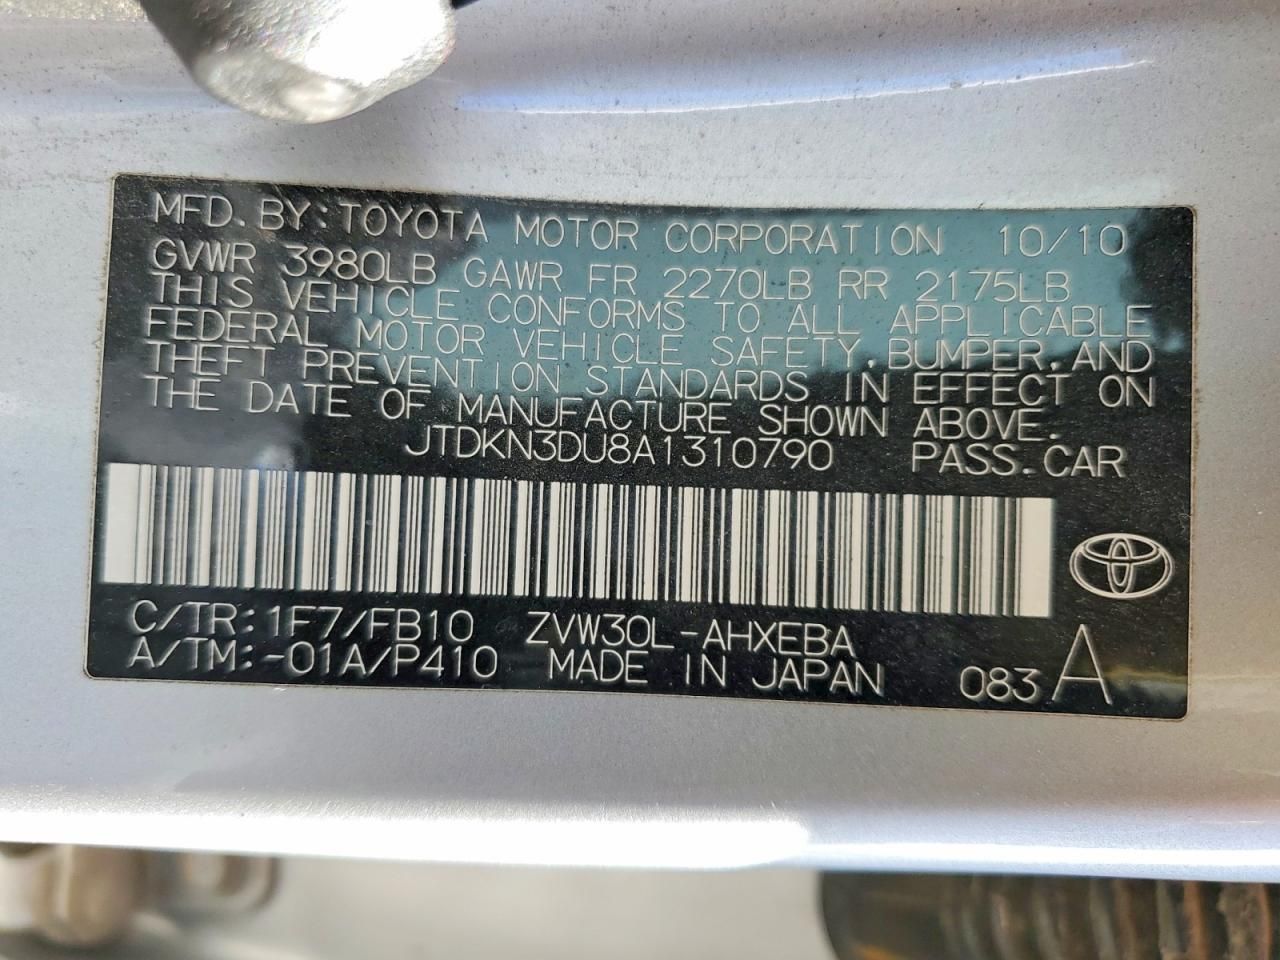 MFD. BY: TOYOTA MOTOR CORPORATION 10/10
GVWR 3980LB GAWR FR 2270LB RR 2175LB
THIS VEHICLE CONFORMS TO ALL APPLICABLE
FEDERAL MOTOR VEHICLE SAFETY, BUMPER, AND
THEFT PREVENTION STANDARDS IN EFFECT ON
THE DATE OF MANUFACTURE SHOWN ABOVE.
JTDKN3DU8A1310790 PASS. CAR
C/TR: 1F7/FB10 ZVW30L-AHXEBA
A/TM: -01A/P410 MADE IN JAPAN 083 A